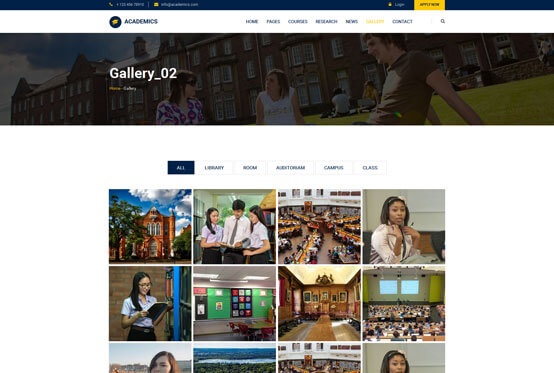 + 123 456 78910 info@academics.com Login APPLY NOW
ACADEMICS HOME PAGES COURSES RESEARCH NEWS GALLERY CONTACT
Gallery_02
Home - Gallery
ALL LIBRARY ROOM AUDITORIAM CAMPUS CLASS